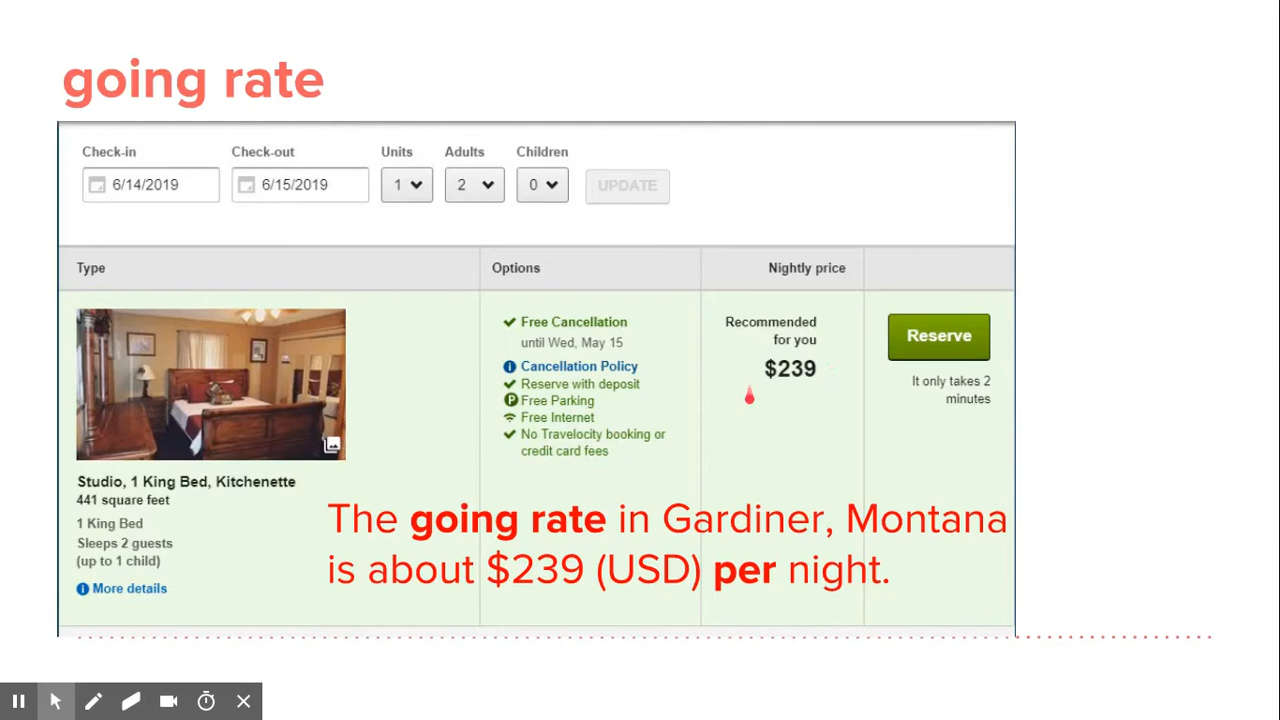 going rate
Check-in Check-out Units Adults Children
6/14/2019 6/15/2019 1 2 0 UPDATE
Type Options Nightly price
Free Cancellation
until Wed, May 15
Cancellation Policy
Reserve with deposit
P Free Parking
Free Internet
No Travelocity booking or
credit card fees
Recommended
for you
$239
Reserve
It only takes 2
minutes
Studio, 1 King Bed, Kitchenette
441 square feet
1 King Bed
Sleeps 2 guests
(up to 1 child)
More details
The going rate in Gardiner, Montana
is about $239 (USD) per night.